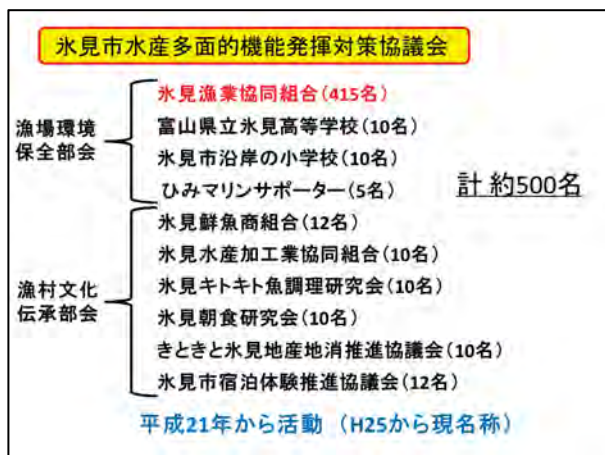 氷見市水産多面的機能発揮対策協議会
漁場環境
保全部会
氷見漁業協同組合(415名)
富山県立氷見高等学校(10名)
氷見市沿岸の小学校(10名)
ひみマリンサポーター(5名)
計 約500名
漁村文化
伝承部会
氷見鮮魚商組合(12名)
氷見水産加工業協同組合(10名)
氷見キトキト魚調理研究会(10名)
氷見朝食研究会(10名)
きときと氷見地産地消推進協議会(10名)
氷見市宿泊体験推進協議会(12名)
平成21年から活動 (H25から現名称)